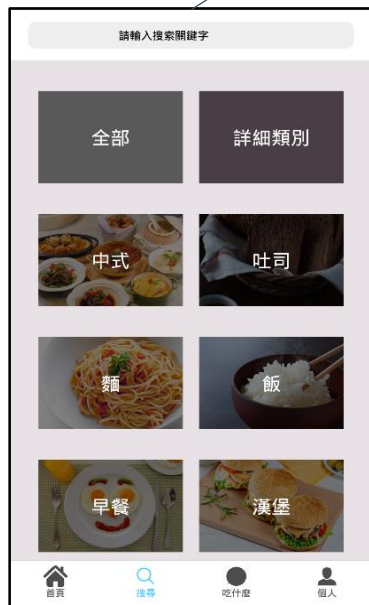 請輸入搜索關鍵字
全部
詳細類別
中式
吐司
麵
飯
早餐
漢堡
首頁
搜尋
吃什麼
個人